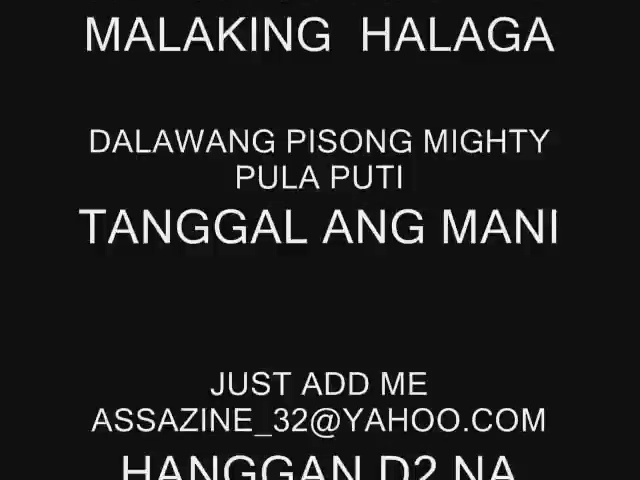 MALAKING HALAGA
DALAWANG PISONG MIGHTY
PULA PUTI
TANGGAL ANG MANI
JUST ADD ME
ASSAZINE_32@YAHOO.COM
HANGGAN D2 NA